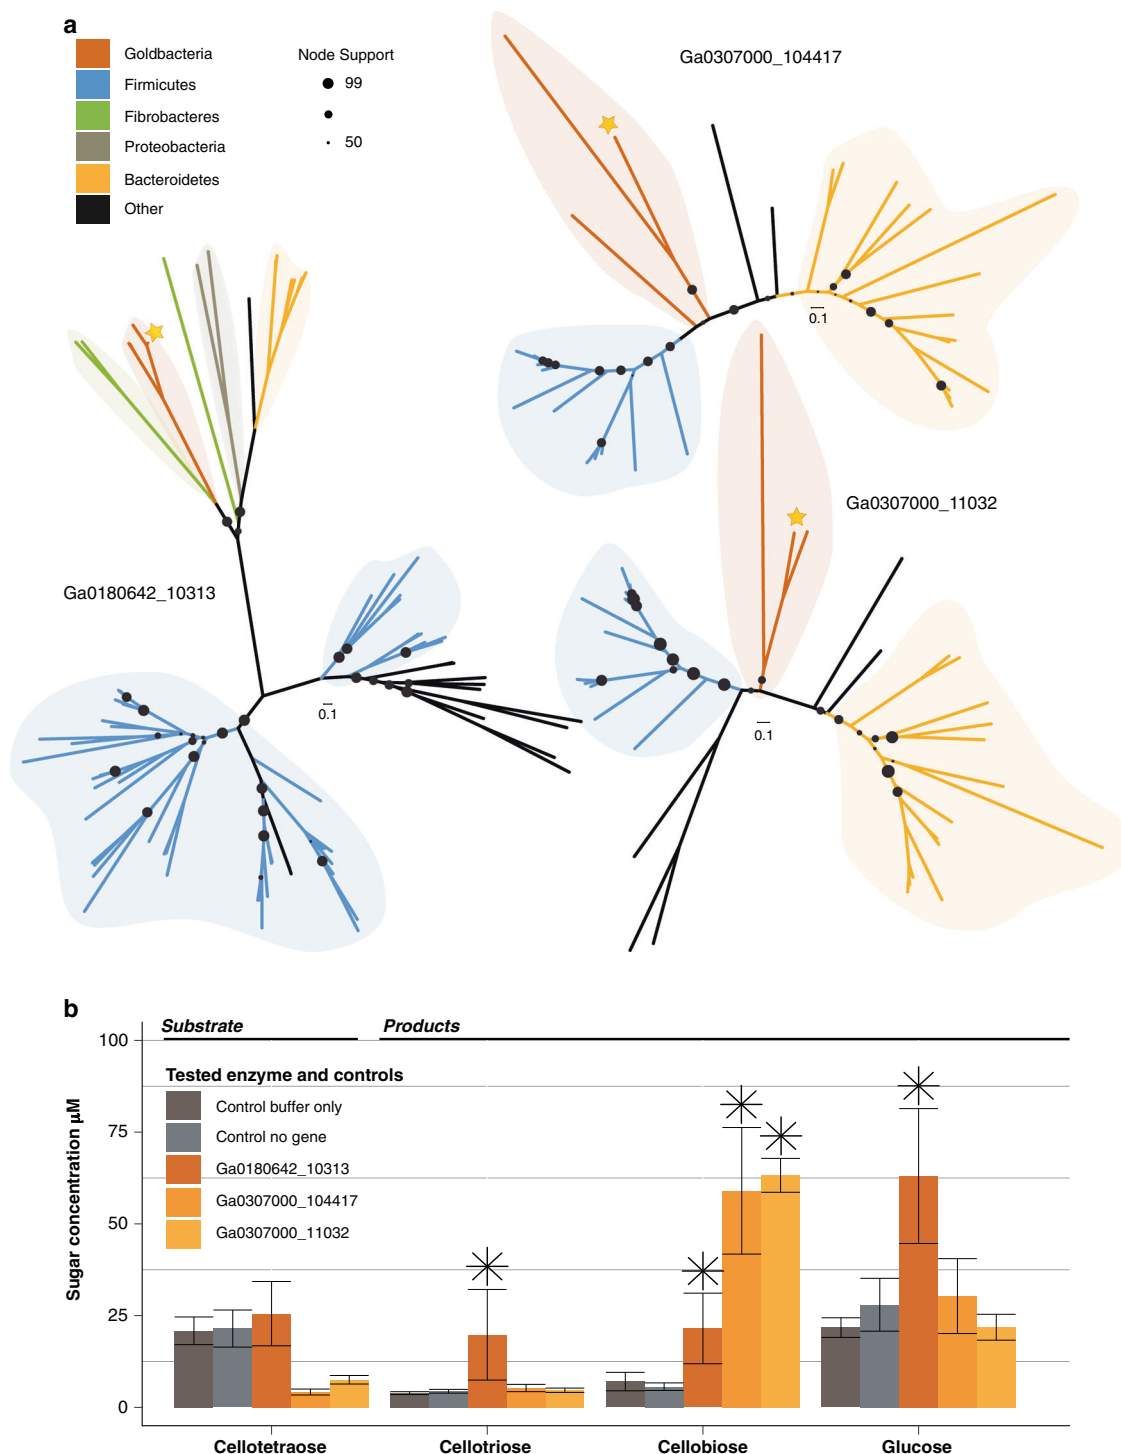 a
Goldbacteria
Firmicutes
Fibrobacteres
Proteobacteria
Bacteroidetes
Other
Node Support
99
50
Ga0307000_104417
0.1
Ga0180642_10313
0.1
Ga0307000_11032
0.1
b
Substrate
Products
Tested enzyme and controls
Control buffer only
Control no gene
Ga0180642_10313
Ga0307000_104417
Ga0307000_11032
Sugar concentration µM
100
75
50
25
0
Cellotetraose
Cellotriose
Cellobiose
Glucose